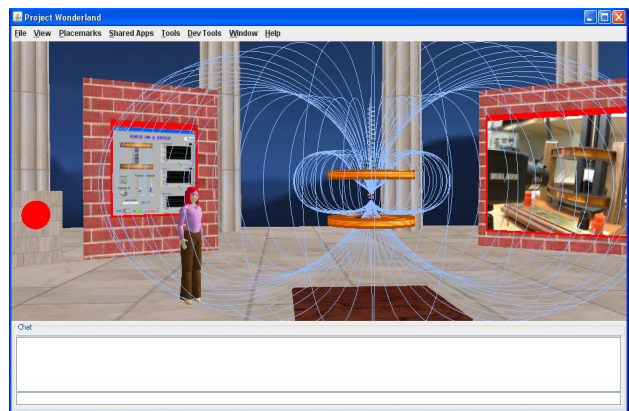 Project Wonderland
File View Placemarks Shared Apps Tools Dev Tools Window Help
FORCE ON A DIPOLE
Chat